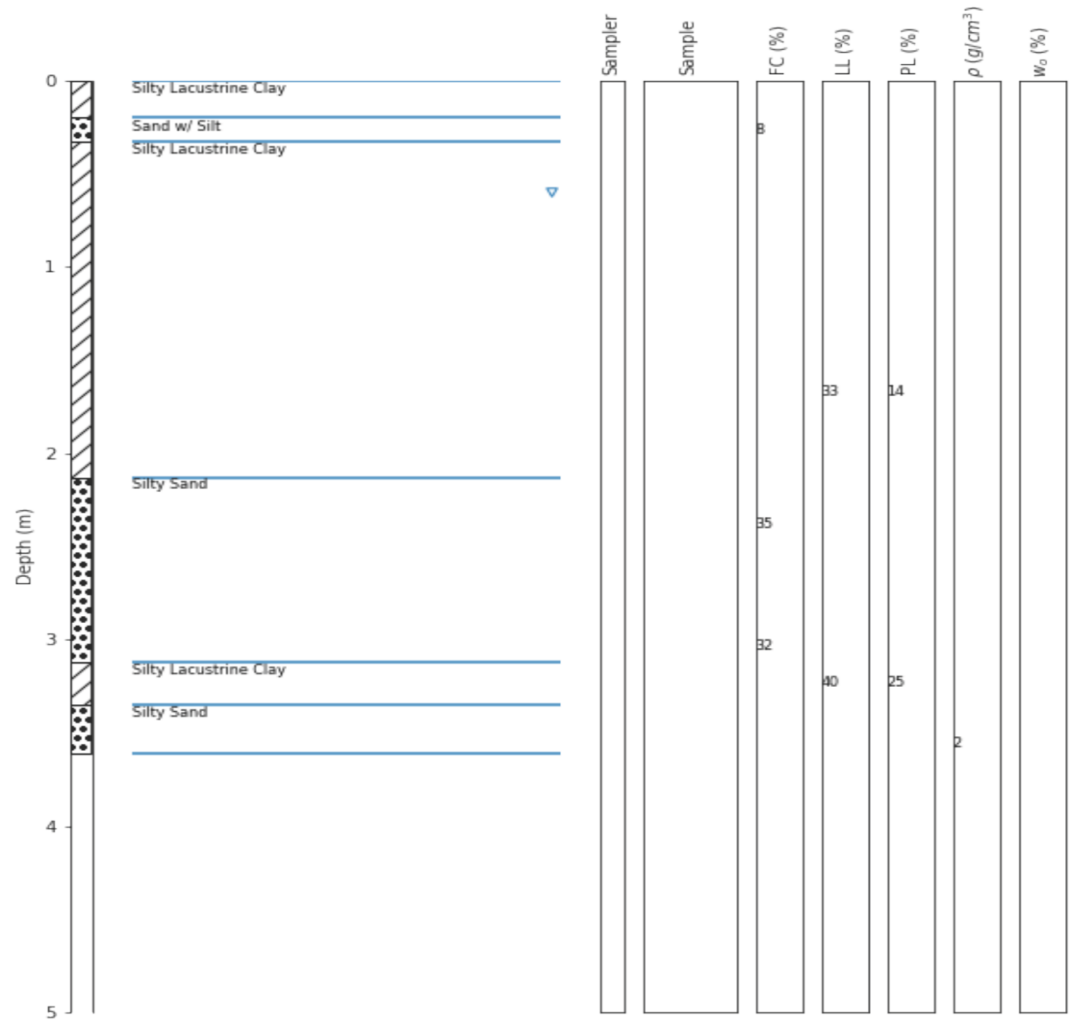 Sampler
Sample
FC (%)
LL (%)
PL (%)
ρ (g/cm³)
w₀ (%)
0
Silty Lacustrine Clay
Sand w/ Silt
8
Silty Lacustrine Clay
1
33 14
2
Silty Sand
35
Depth (m)
3
32
Silty Lacustrine Clay
40 25
Silty Sand
2
4
5